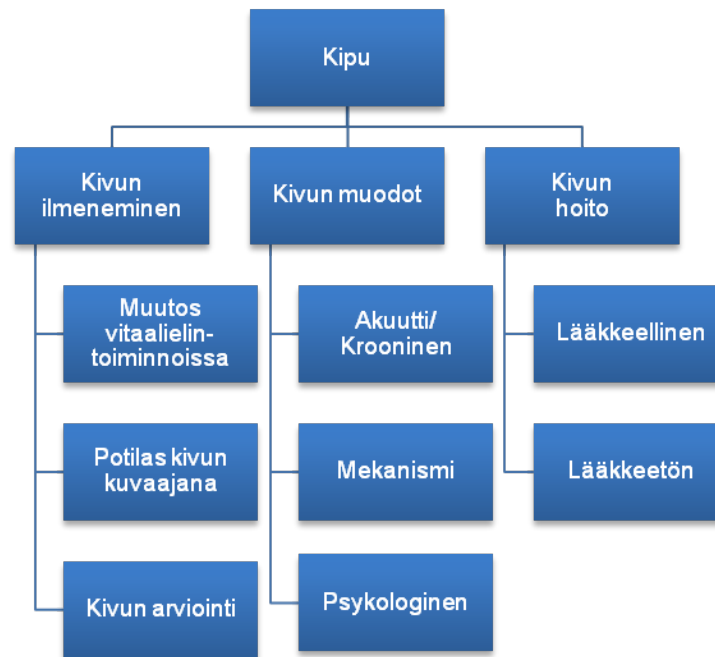 Kipu
Kivun
ilmeneminen
Kivun muodot
Kivun
hoito
Muutos
vitaalielin-
toiminnoissa
Akuutti/
Krooninen
Lääkkeellinen
Potilas kivun
kuvaajana
Mekanismi
Lääkkeetön
Kivun arviointi
Psykologinen